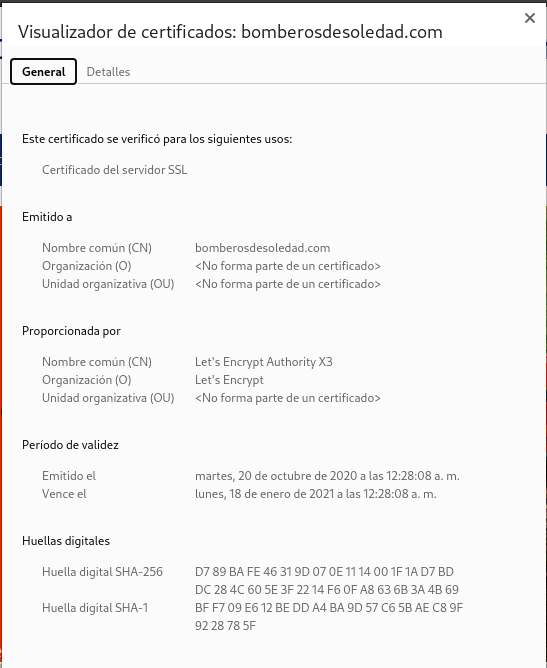 Visualizador de certificados: bomberosdesoledad.com
General Detalles
Este certificado se verificó para los siguientes usos:
Certificado del servidor SSL
Emitido a
Nombre común (CN) bomberosdesoledad.com
Organización (O) <No forma parte de un certificado>
Unidad organizativa (OU) <No forma parte de un certificado>
Proporcionada por
Nombre común (CN) Let's Encrypt Authority X3
Organización (O) Let's Encrypt
Unidad organizativa (OU) <No forma parte de un certificado>
Período de validez
Emitido el martes, 20 de octubre de 2020 a las 12:28:08 a. m.
Vence el lunes, 18 de enero de 2021 a las 12:28:08 a. m.
Huellas digitales
Huella digital SHA-256 D7 89 BA FE 46 31 9D 07 0E 11 14 00 1F 1A D7 BD
DC 28 4C 60 5E 3F 22 14 F6 0F A8 63 6B 3A 4B 69
Huella digital SHA-1 BF F7 09 E6 12 BE DD A4 BA 9D 57 C6 5B AE C8 9F
92 28 78 5F